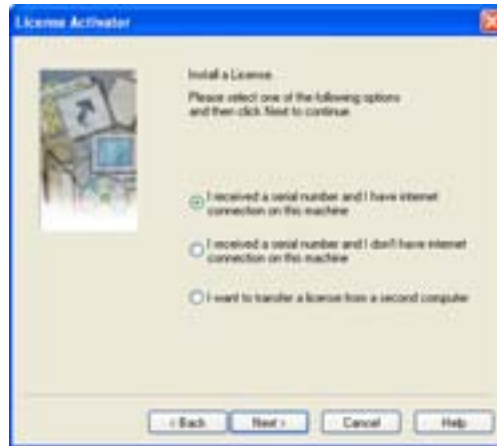 License Activator
Install a License
Please select one of the following options
and then click Next to continue.
I received a serial number and I have internet
connection on this machine
I received a serial number and I don't have internet
connection on this machine
I want to transfer a license from a second computer
< Back
Next >
Cancel
Help